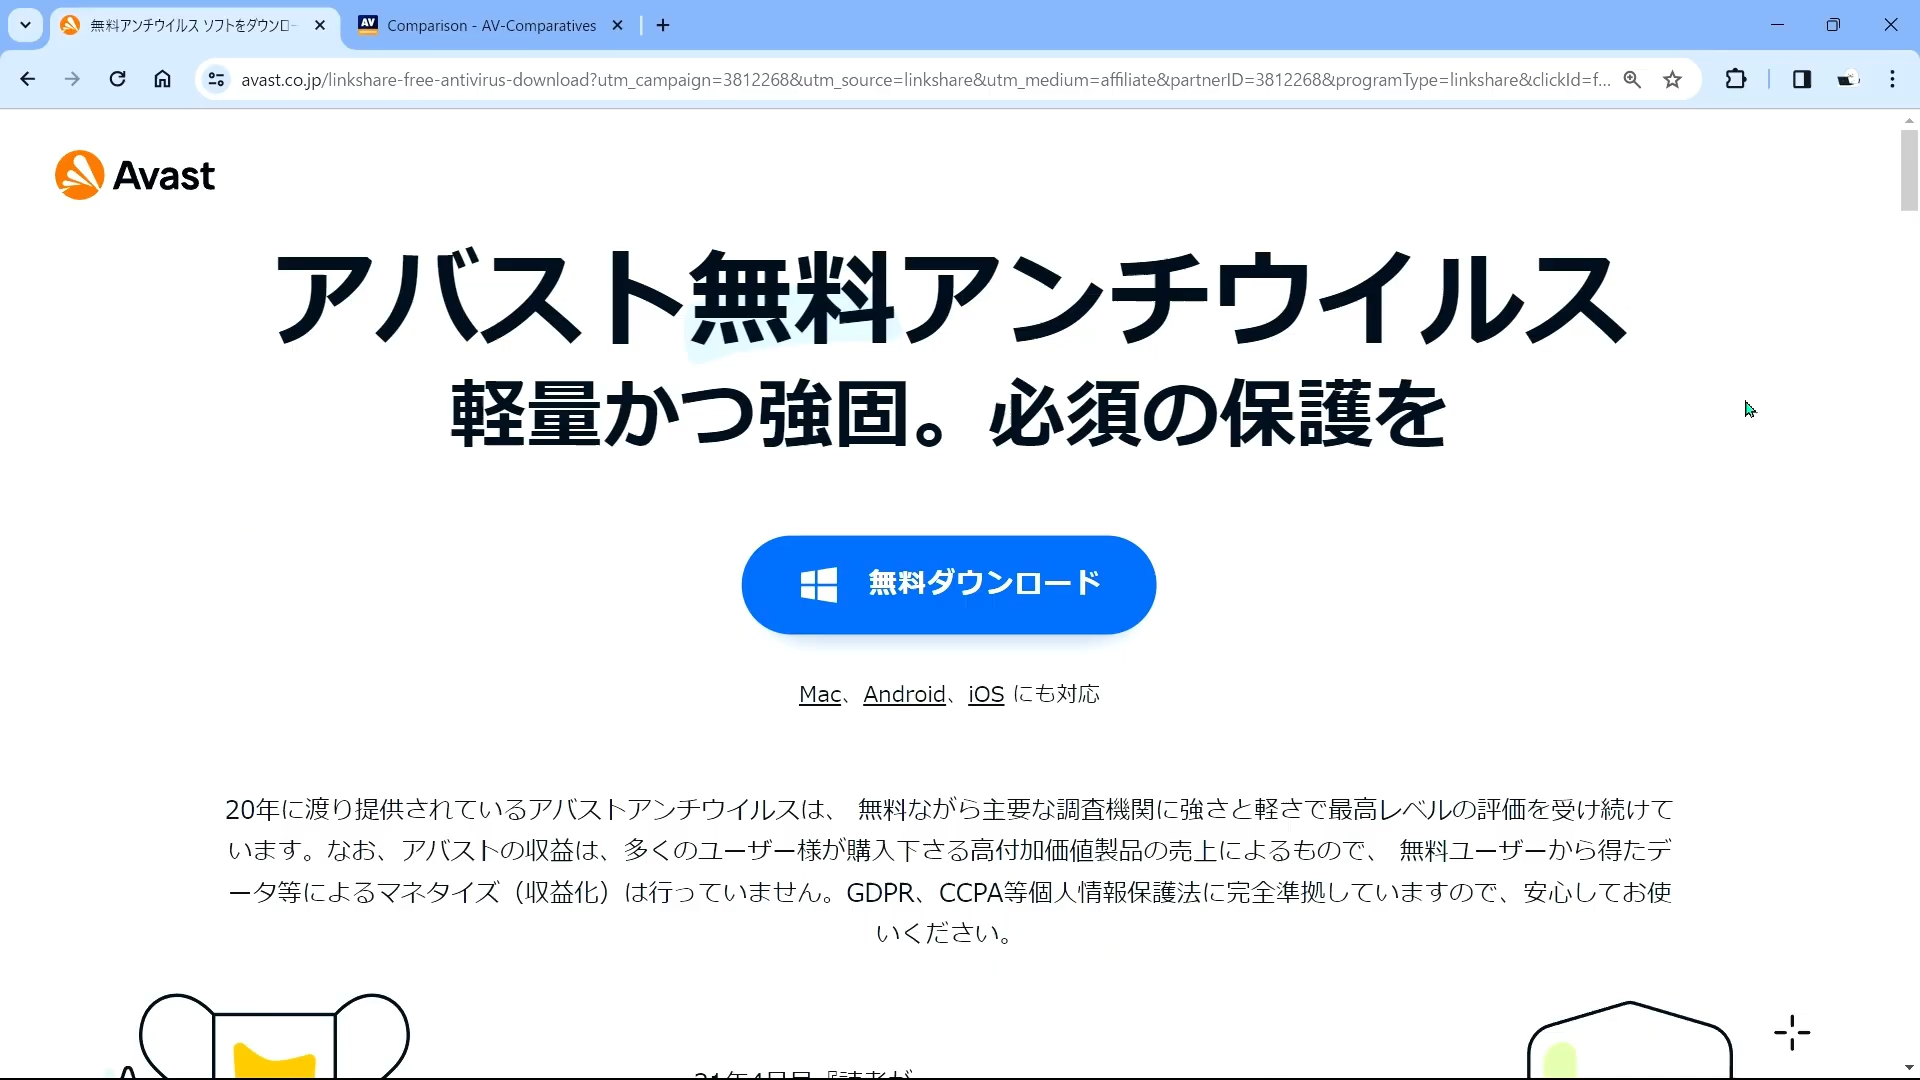 無料アンチウイルス ソフトをダウンロー
Comparison - AV-Comparatives
avast.co.jp/linkshare-free-antivirus-download?utm_campaign=3812268&utm_source=linkshare&utm_medium=affiliate&partnerID=3812268&programType=linkshare&clickId=f...
Avast
アバスト無料アンチウイルス
軽量かつ強固。必須の保護を
無料ダウンロード
Mac、Android、iOS にも対応
20年に渡り提供されているアバストアンチウイルスは、 無料ながら主要な調査機関に強さと軽さで最高レベルの評価を受け続けて
います。なお、アバストの収益は、多くのユーザー様が購入下さる高付加価値製品の売上によるもので、 無料ユーザーから得たデ
ータ等によるマネタイズ（収益化）は行っていません。GDPR、CCPA等個人情報保護法に完全準拠していますので、安心してお使
いください。